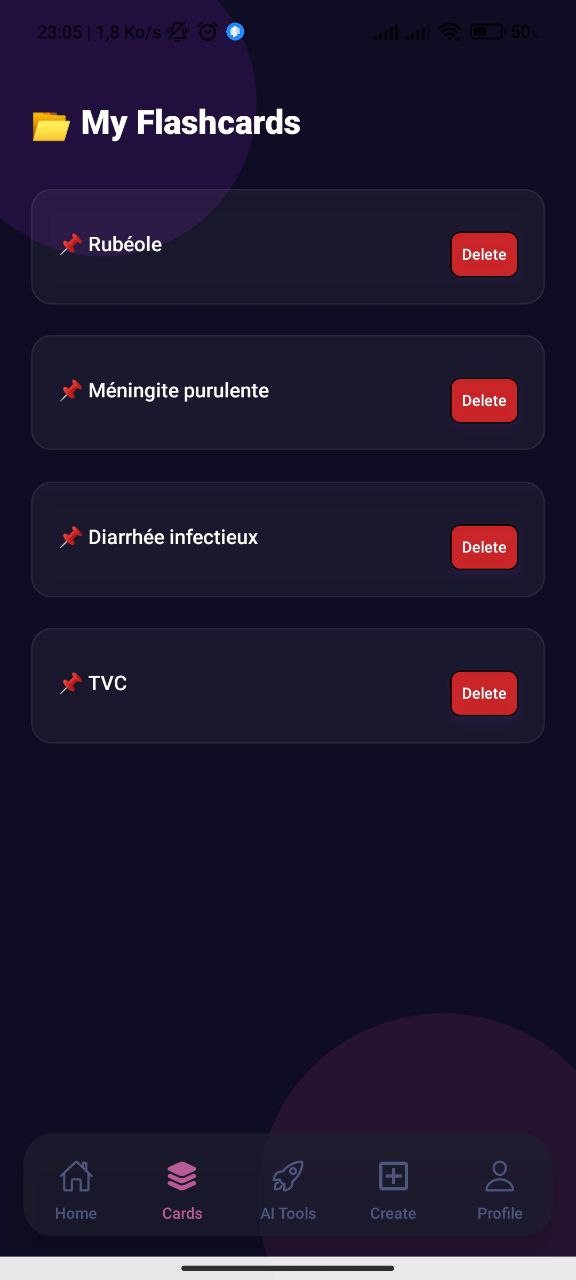 23:05 | 1,8 Ko/s
50%
📂 My Flashcards
📌 Rubéole
Delete
📌 Méningite purulente
Delete
📌 Diarrhée infectieux
Delete
📌 TVC
Delete
Home
Cards
AI Tools
Create
Profile